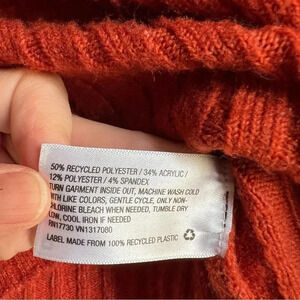 50% RECYCLED POLYESTER / 34% ACRYLIC /
12% POLYESTER / 4% SPANDEX
TURN GARMENT INSIDE OUT, MACHINE WASH COLD
WITH LIKE COLORS, GENTLE CYCLE, ONLY NON-
CHLORINE BLEACH WHEN NEEDED, TUMBLE DRY
LOW, COOL IRON IF NEEDED
RN17730 VN1317080
LABEL MADE FROM 100% RECYCLED PLASTIC